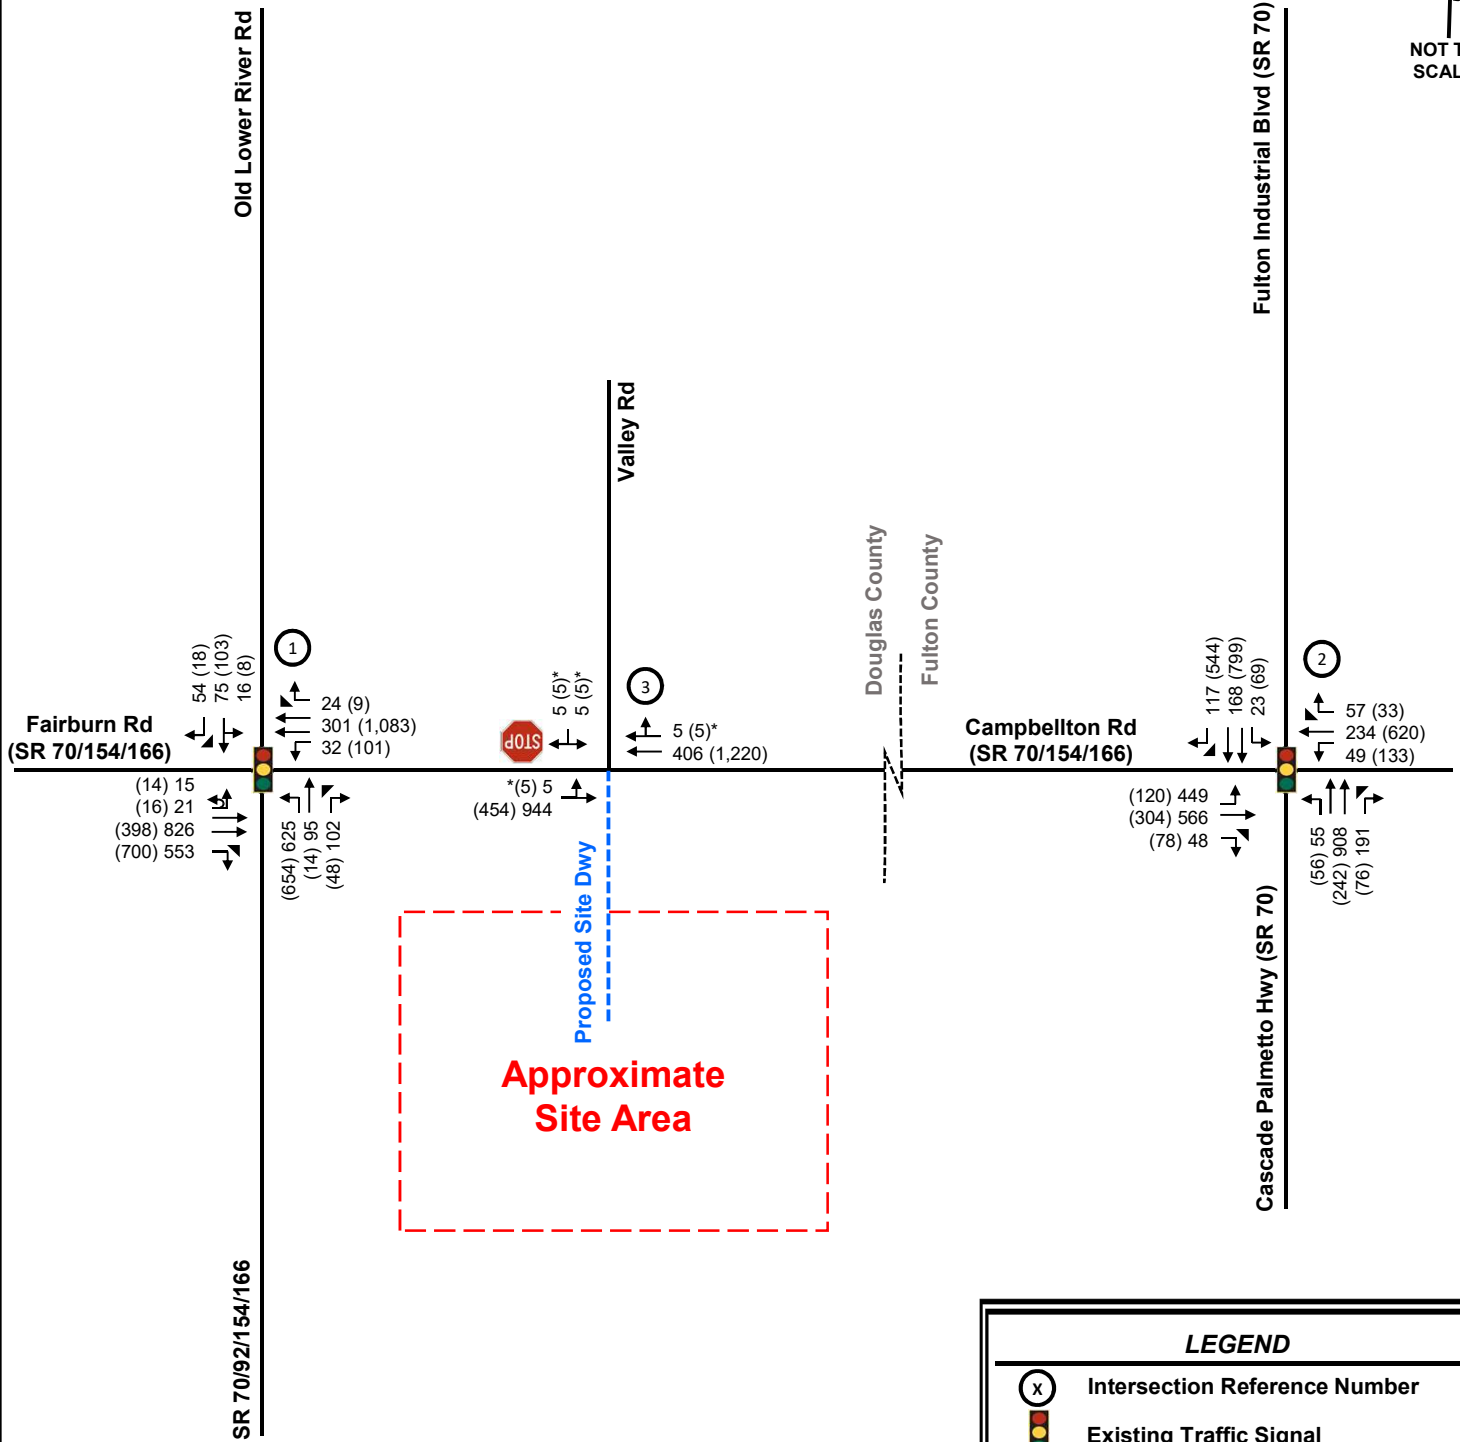 Old Lower River Rd
Fulton Industrial Blvd (SR 70)
Valley Rd
Douglas County
Fulton County
54 (18)
75 (103)
16 (8)
1
24 (9)
301 (1,083)
32 (101)
Fairburn Rd
(SR 70/154/166)
(14) 15
(16) 21
(398) 826
(700) 553
(654) 625
(14) 95
(48) 102
STOP
5 (5)*
5 (5)*
3
5 (5)*
406 (1,220)
*(5) 5
(454) 944
Campbellton Rd
(SR 70/154/166)
117 (544)
168 (799)
23 (69)
2
57 (33)
234 (620)
49 (133)
(120) 449
(304) 566
(78) 48
(56) 55
(242) 908
(76) 191
Proposed Site Dwy
Approximate
Site Area
Cascade Palmetto Hwy (SR 70)
SR 70/92/154/166
LEGEND
X Intersection Reference Number
Existing Traffic Signal